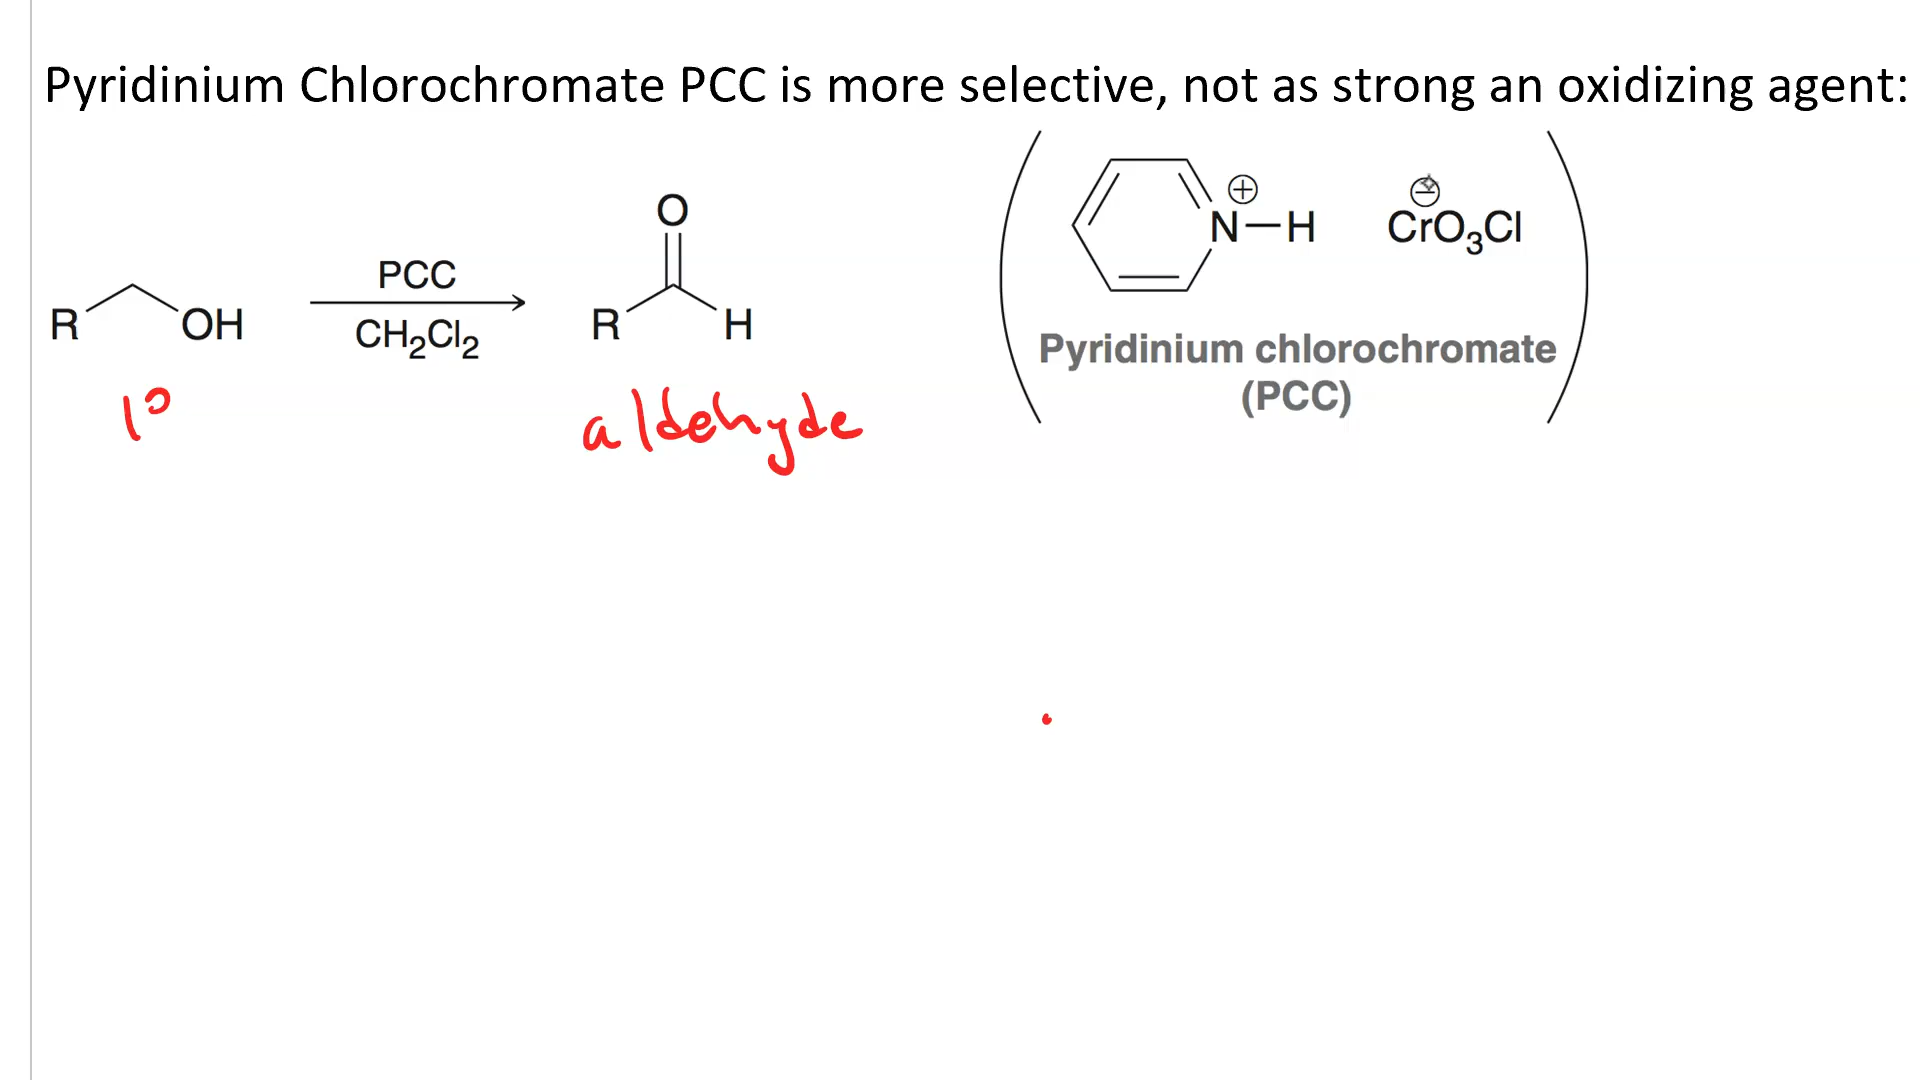 Pyridinium Chlorochromate PCC is more selective, not as strong an oxidizing agent:
R OH
PCC
CH₂Cl₂
O
R H
1°
aldehyde
⊕
N—H
⊖
CrO₃Cl
Pyridinium chlorochromate
(PCC)